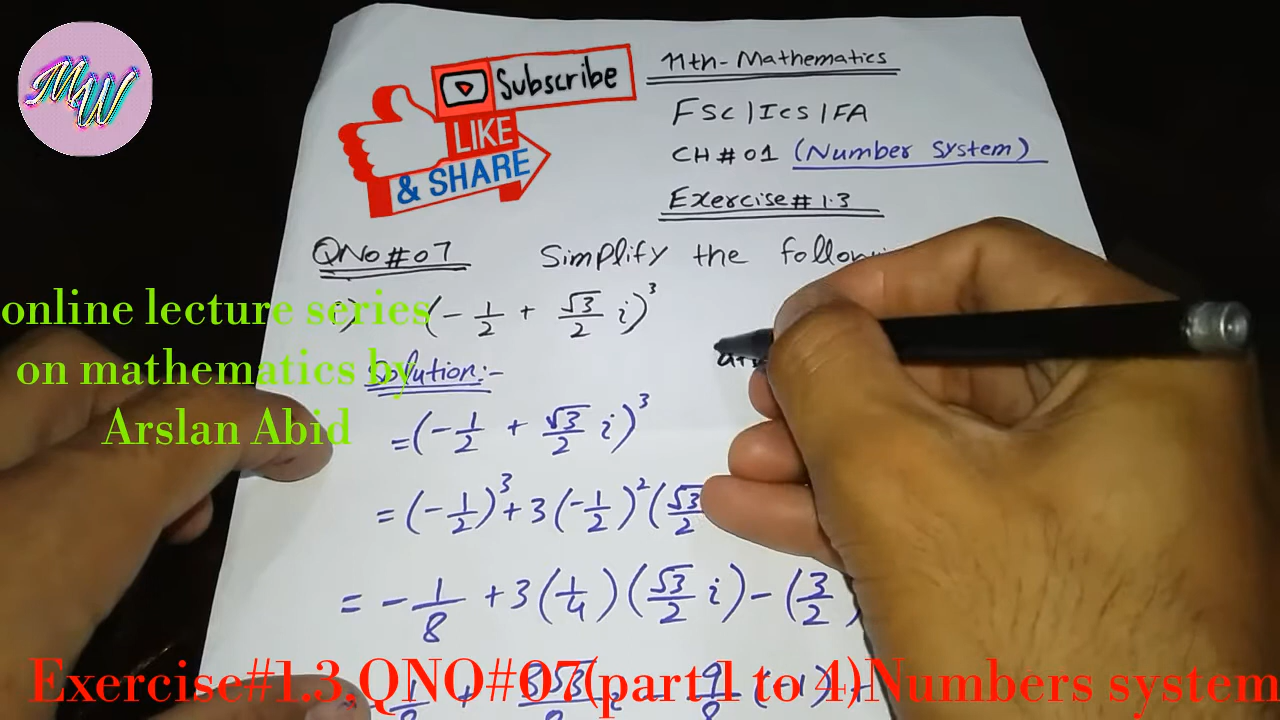 MW
Subscribe
LIKE
& SHARE
11th-Mathematics
FSC | ICS | FA
CH # 01 (Number System)
Exercise# 1.3
QNO#07 Simplify the
i) (-1/2 + √3/2 i)³
Solution:-
= (-1/2 + √3/2 i)³
= (-1/2)³ + 3(-1/2)² (√3/2
= -1/8 + 3(1/4)(√3/2 i) - (3/2)
online lecture series
on mathematics by
Arslan Abid
Exercise#1.3,QNO#07(part 1 to 4)Numbers system